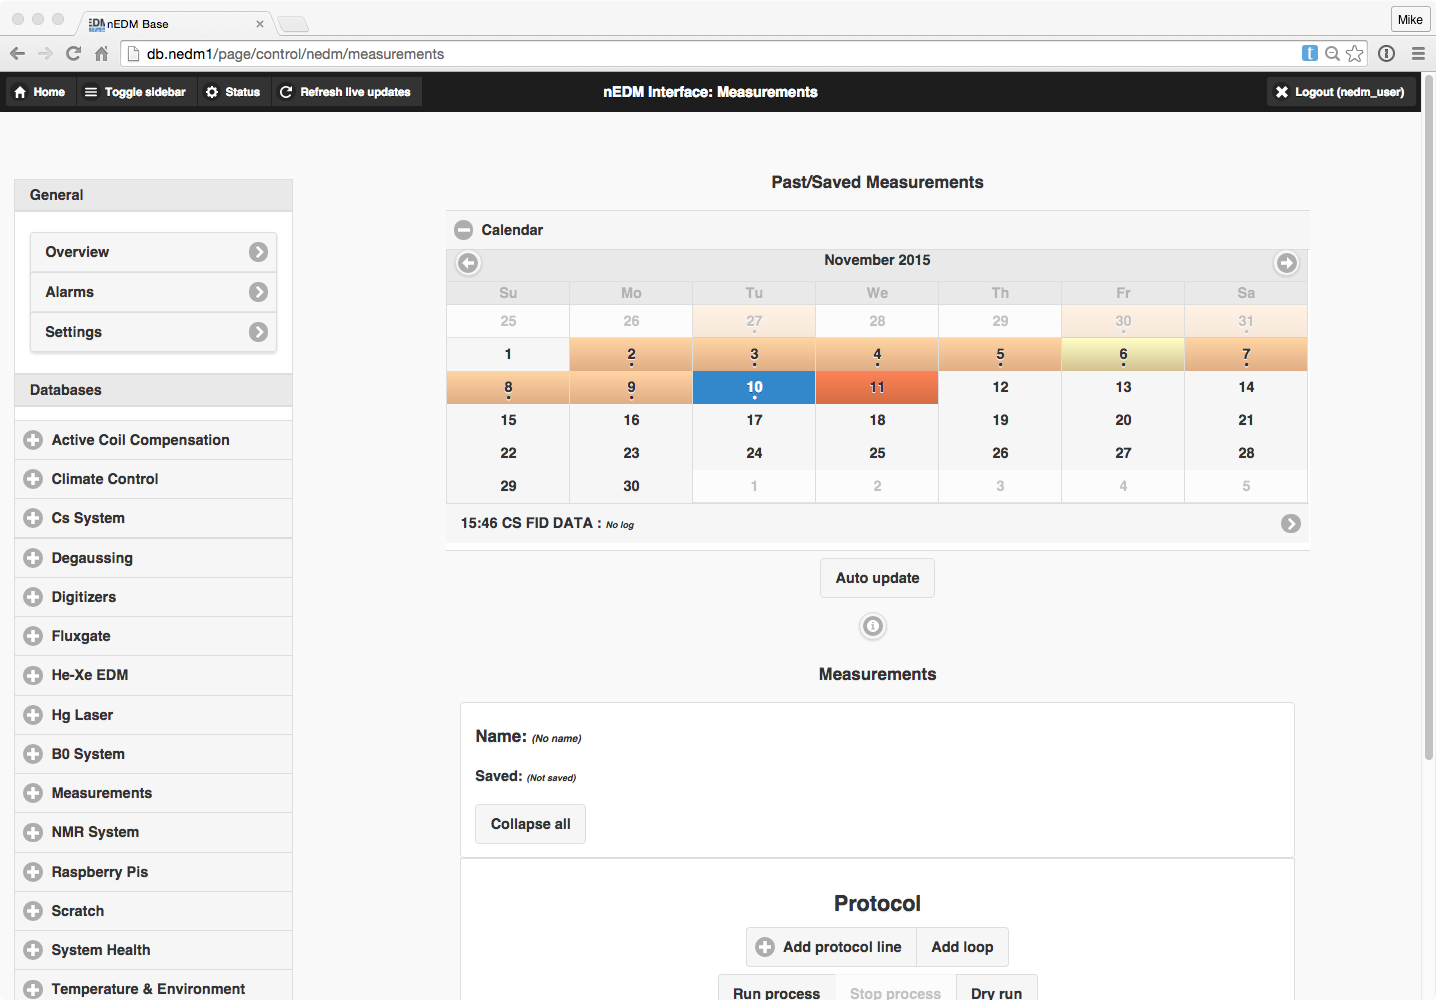 nEDM Base
Mike
db.nedm1/page/control/nedm/measurements
Home Toggle sidebar Status Refresh live updates nEDM Interface: Measurements Logout (nedm_user)
General
Overview
Alarms
Settings
Databases
Active Coil Compensation
Climate Control
Cs System
Degaussing
Digitizers
Fluxgate
He-Xe EDM
Hg Laser
B0 System
Measurements
NMR System
Raspberry Pis
Scratch
System Health
Temperature & Environment
Past/Saved Measurements
Calendar
November 2015
Su Mo Tu We Th Fr Sa
25 26 27 28 29 30 31
1 2 3 4 5 6 7
8 9 10 11 12 13 14
15 16 17 18 19 20 21
22 23 24 25 26 27 28
29 30 1 2 3 4 5
15:46 CS FID DATA : No log
Auto update
Measurements
Name: (No name)
Saved: (Not saved)
Collapse all
Protocol
Add protocol line Add loop
Run process Stop process Dry run